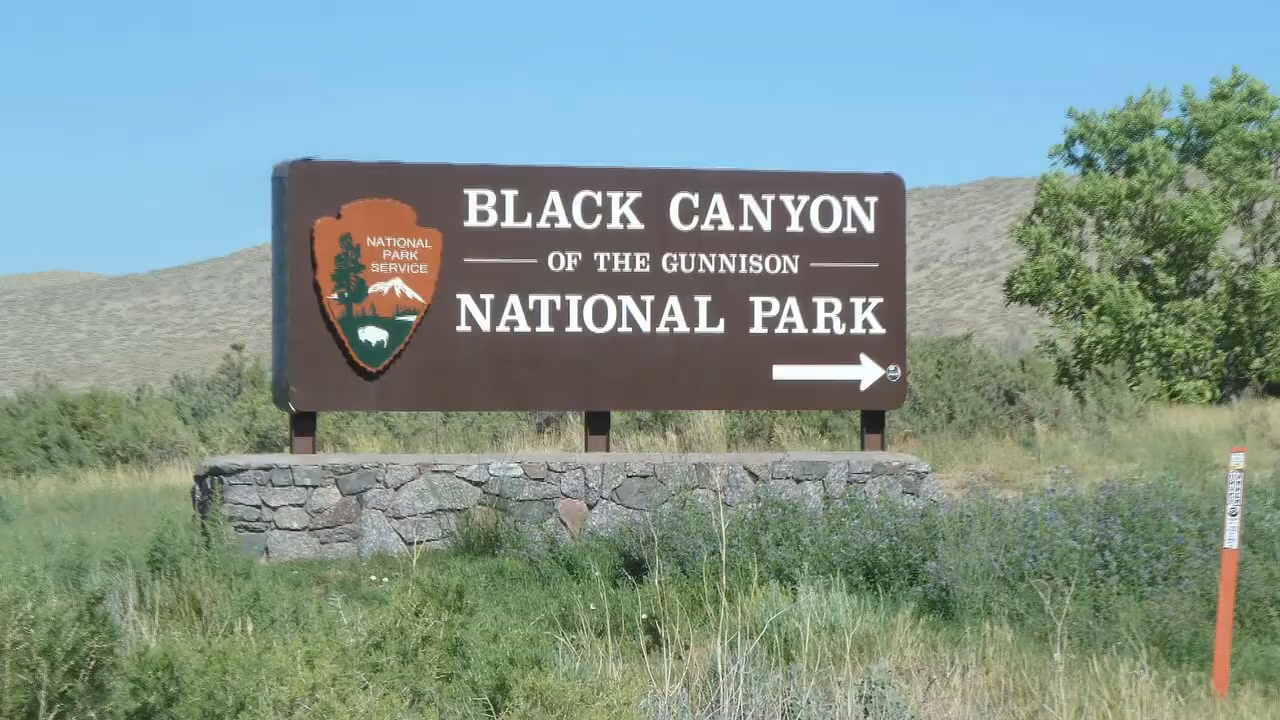 NATIONAL
PARK
SERVICE
BLACK CANYON
OF THE GUNNISON
NATIONAL PARK